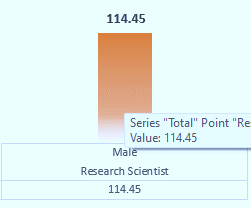 114.45
Series "Total" Point "Re
Value: 114.45
Male
Research Scientist
114.45